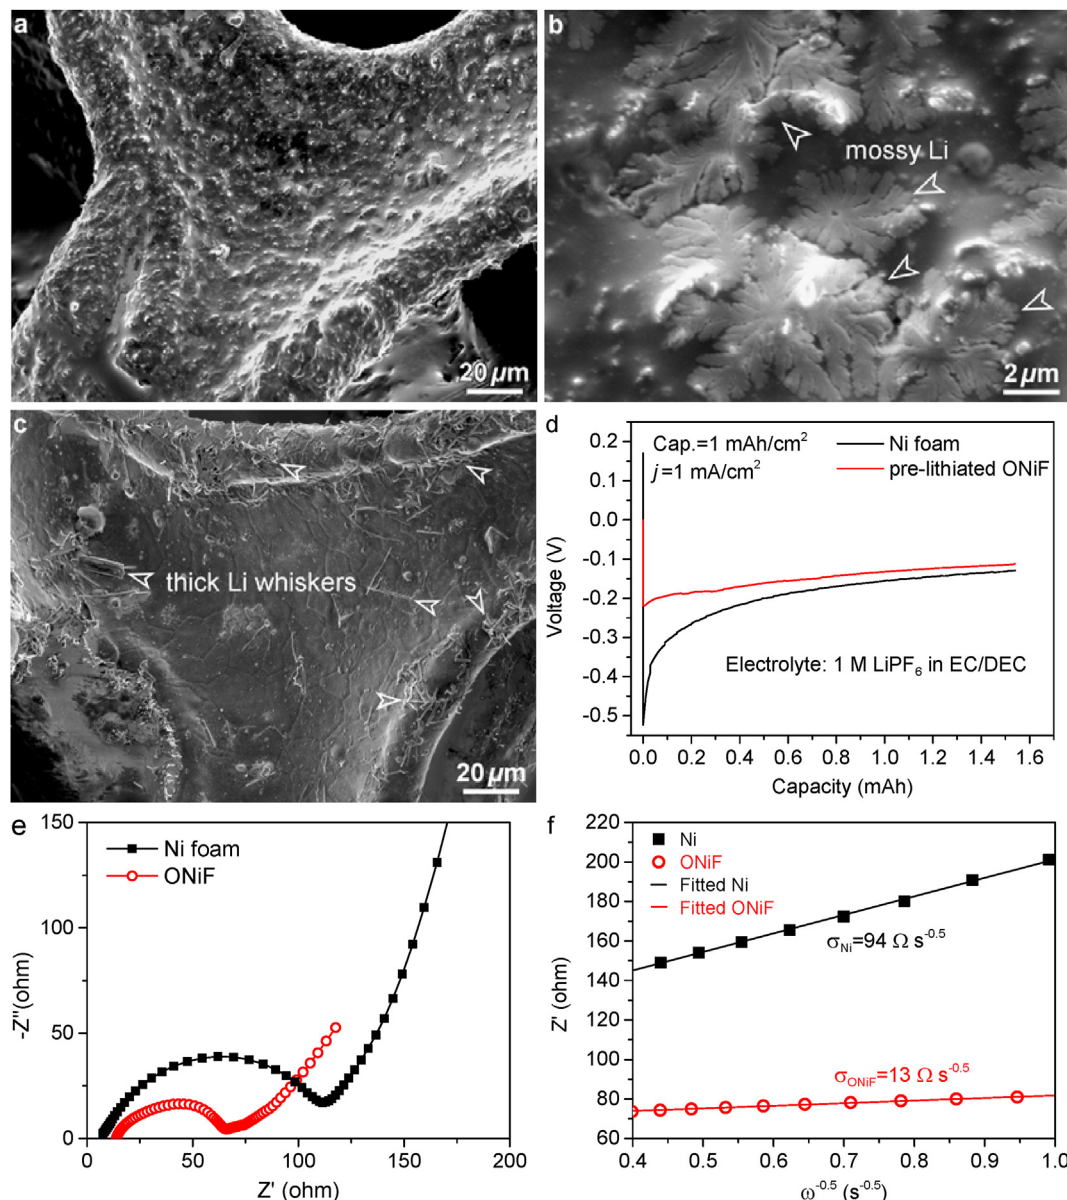 a
20 µm
b
mossy Li
2 µm
c
thick Li whiskers
20 µm
d
Cap.=1 mAh/cm²
j=1 mA/cm²
Ni foam
pre-lithiated ONiF
Electrolyte: 1 M LiPF₆ in EC/DEC
0.2
0.1
0.0
-0.1
-0.2
-0.3
-0.4
-0.5
Voltage (V)
0.0 0.2 0.4 0.6 0.8 1.0 1.2 1.4 1.6
Capacity (mAh)
e
Ni foam
ONiF
150
100
50
0
-Z"(ohm)
0 50 100 150 200
Z' (ohm)
f
Ni
ONiF
Fitted Ni
Fitted ONiF
σNi=94 Ω s⁻⁰·⁵
σONiF=13 Ω s⁻⁰·⁵
220
200
180
160
140
120
100
80
60
Z' (ohm)
0.4 0.5 0.6 0.7 0.8 0.9 1.0
ω⁻⁰·⁵ (s⁻⁰·⁵)